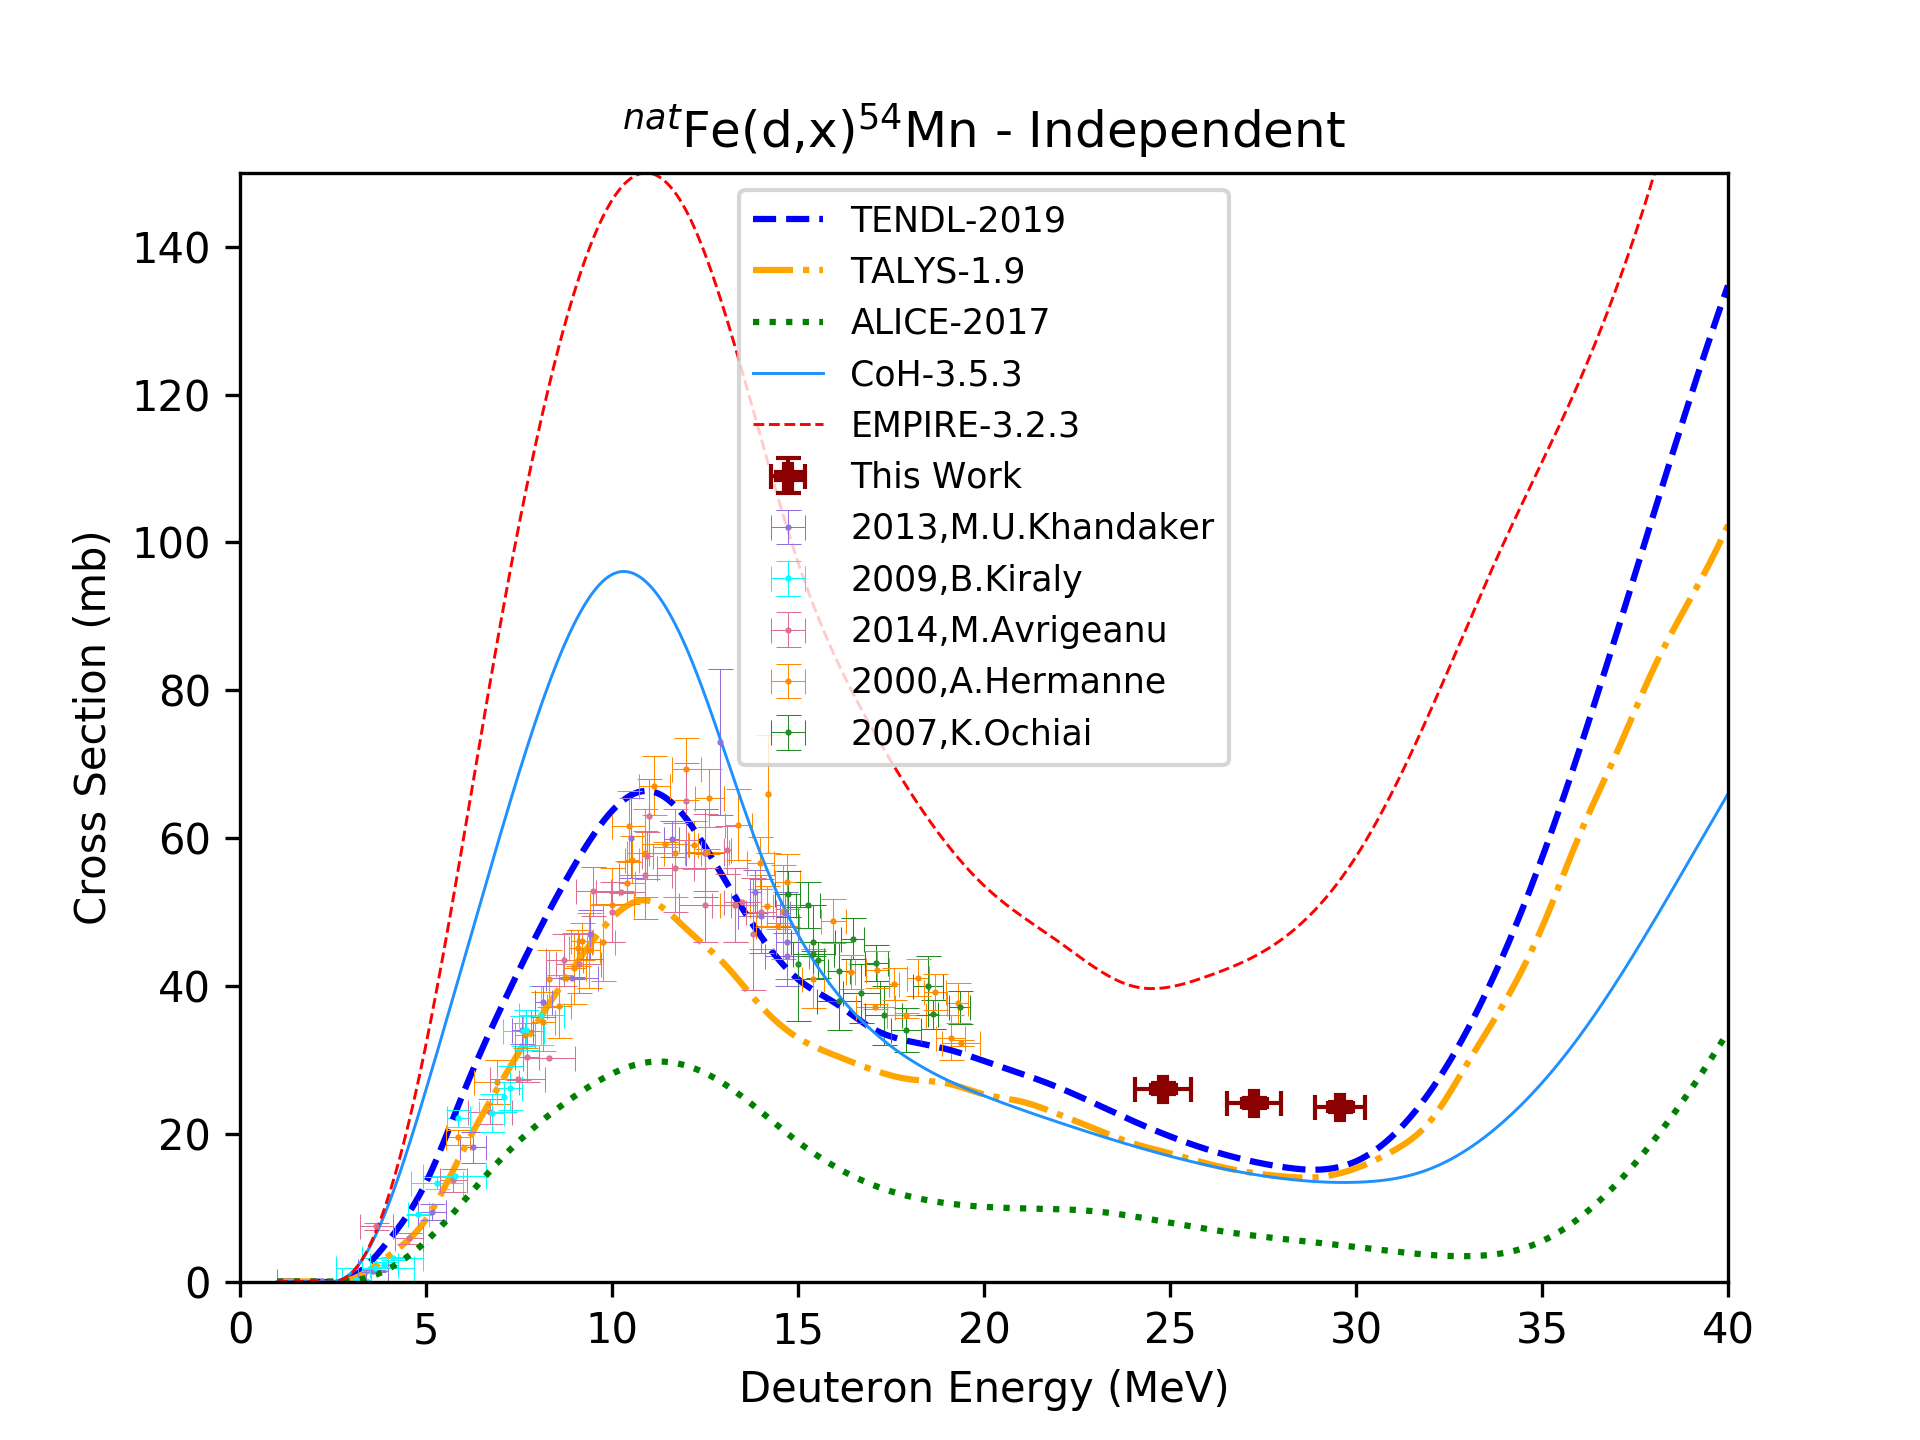 natFe(d,x)54Mn - Independent
TENDL-2019
TALYS-1.9
ALICE-2017
CoH-3.5.3
EMPIRE-3.2.3
This Work
2013,M.U.Khandaker
2009,B.Kiraly
2014,M.Avrigeanu
2000,A.Hermanne
2007,K.Ochiai
Cross Section (mb)
140
120
100
80
60
40
20
0
0 5 10 15 20 25 30 35 40
Deuteron Energy (MeV)